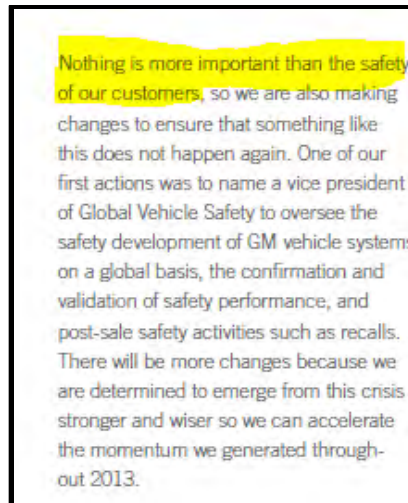 Nothing is more important than the safety
of our customers, so we are also making
changes to ensure that something like
this does not happen again. One of our
first actions was to name a vice president
of Global Vehicle Safety to oversee the
safety development of GM vehicle systems
on a global basis, the confirmation and
validation of safety performance, and
post-sale safety activities such as recalls.
There will be more changes because we
are determined to emerge from this crisis
stronger and wiser so we can accelerate
the momentum we generated through-
out 2013.